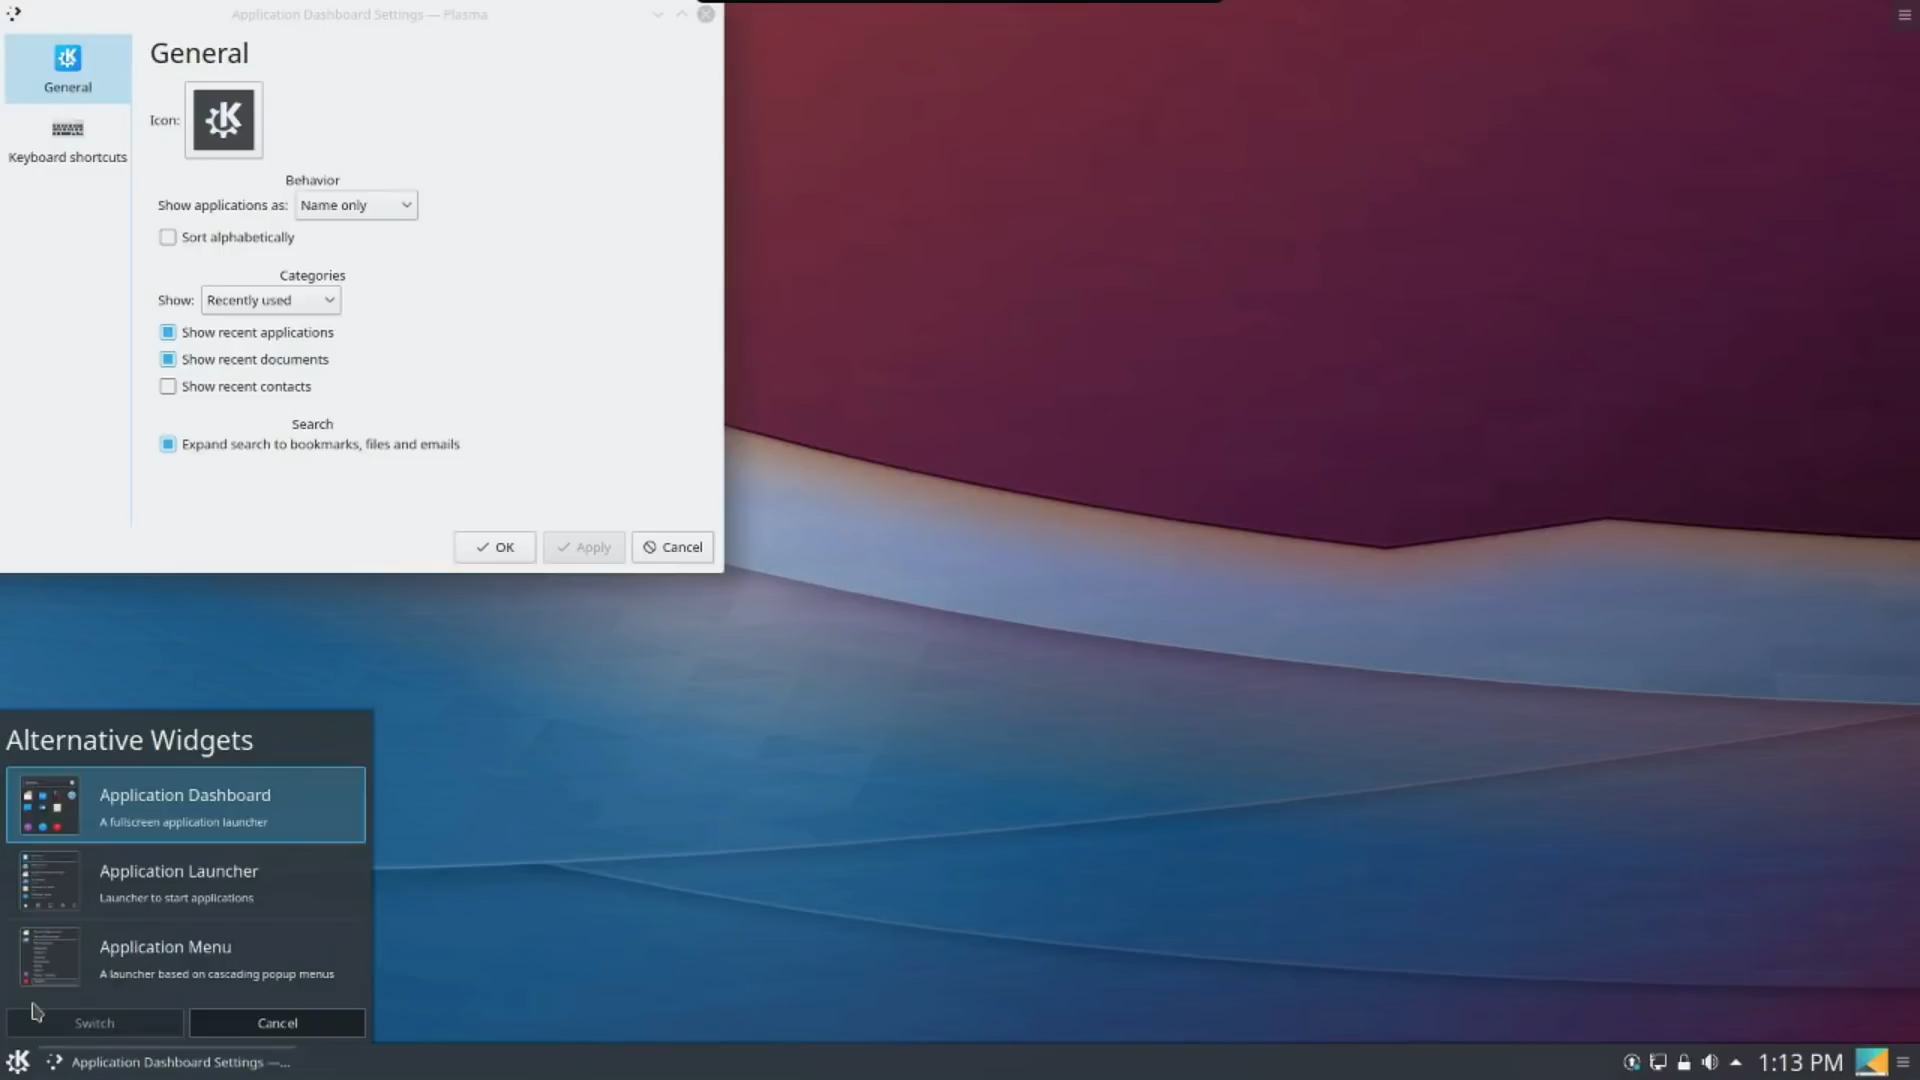 Application Dashboard Settings — Plasma
General
Keyboard shortcuts
General
Icon:
Behavior
Show applications as: Name only
Sort alphabetically
Categories
Show: Recently used
Show recent applications
Show recent documents
Show recent contacts
Search
Expand search to bookmarks, files and emails
OK Apply Cancel
Alternative Widgets
Application Dashboard
A fullscreen application launcher
Application Launcher
Launcher to start applications
Application Menu
A launcher based on cascading popup menus
Switch Cancel
Application Dashboard Settings —...
1:13 PM